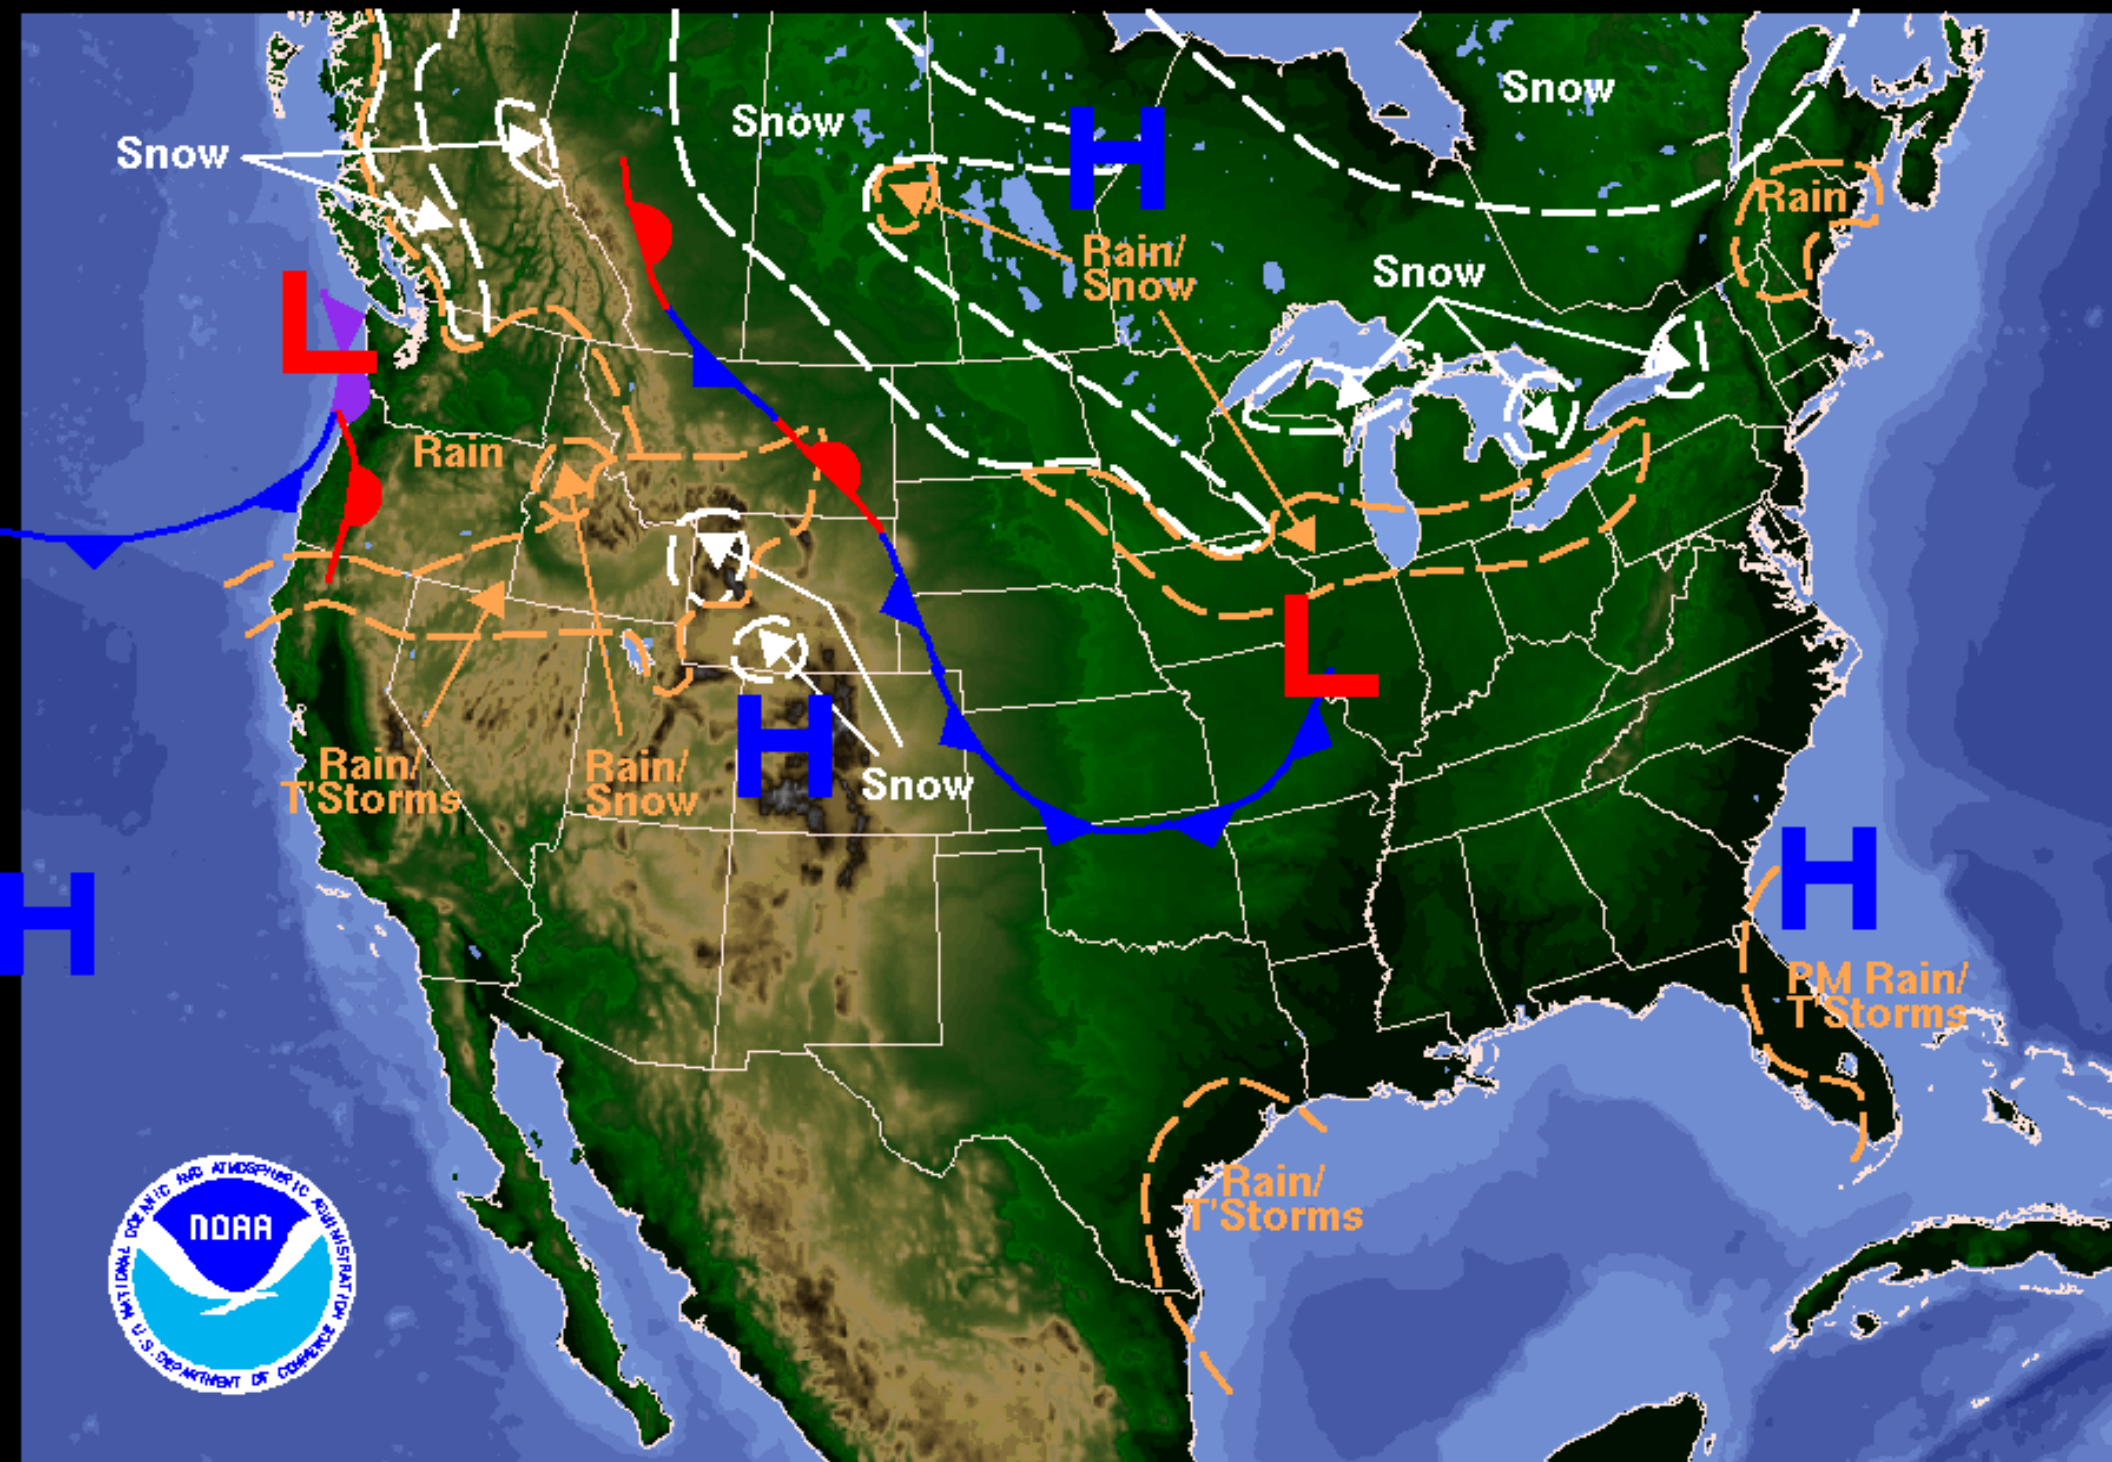 Snow
Snow
Snow
H
Rain
Rain/
Snow
Snow
L
Rain
L
Rain/
T'Storms
Rain/
Snow
H
Snow
H
H
PM Rain/
T'Storms
Rain/
T'Storms
NATIONAL OCEANIC AND ATMOSPHERIC ADMINISTRATION
NOAA
U.S. DEPARTMENT OF COMMERCE